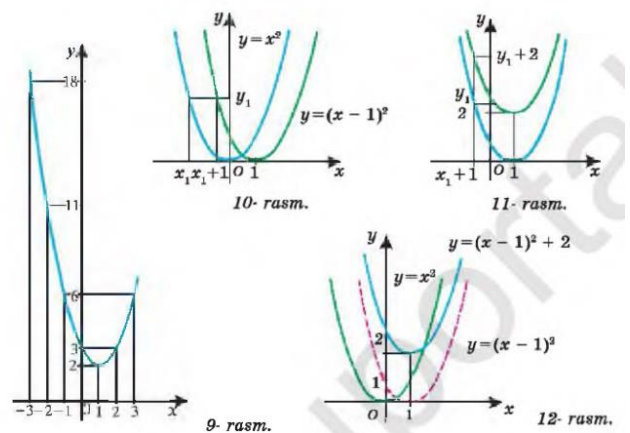 y
18
11
6
3
2
-3 -2 -1 0 1 2 3 x
9- rasm.
y
y = x²
y₁
y = (x − 1)²
x₁ x₁ + 1 O 1 x
10- rasm.
y
y₁ + 2
y₁
2
x₁ + 1 O 1 x
11- rasm.
y
y = (x − 1)² + 2
y = x²
2
y = (x − 1)²
1
O 1 x
12- rasm.